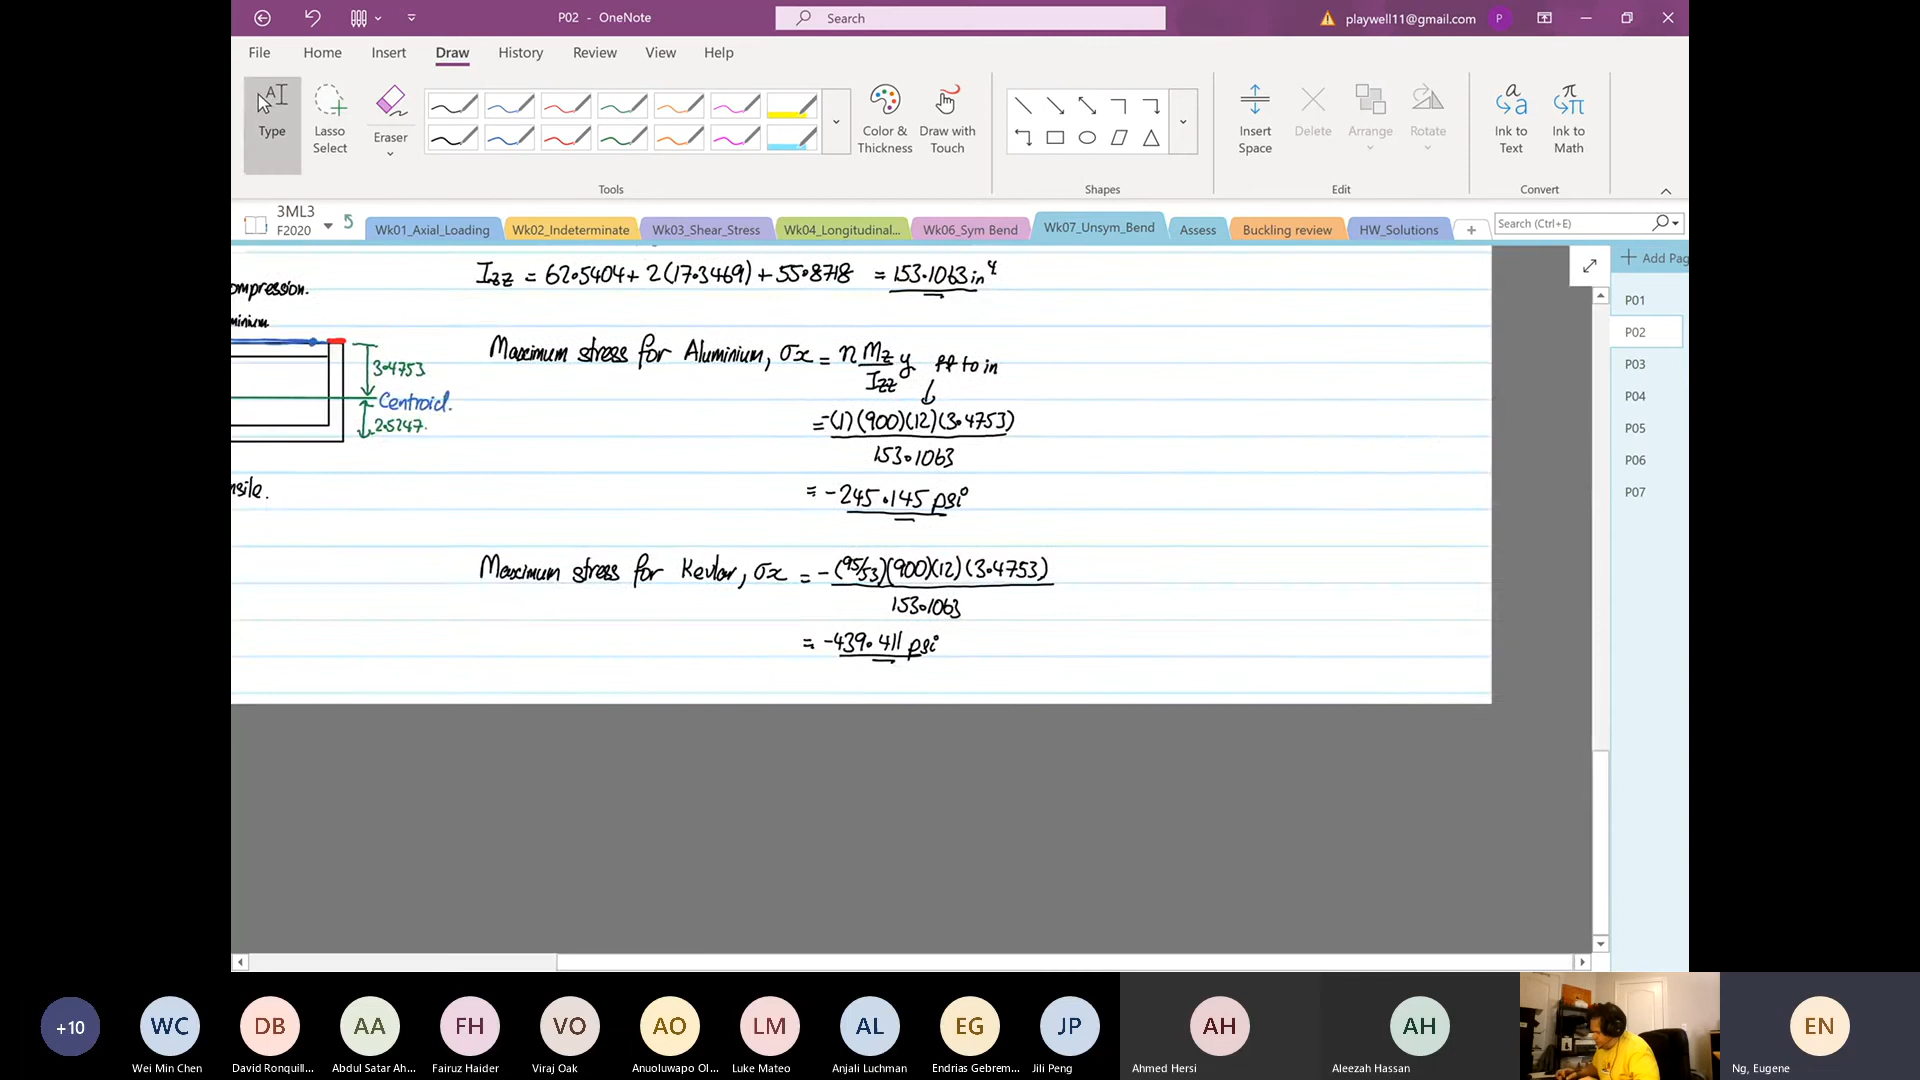 P02 - OneNote
Search
playwell11@gmail.com
P
File Home Insert Draw History Review View Help
Type
Lasso Select
Eraser
Color & Thickness
Draw with Touch
Insert Space
Delete
Arrange
Rotate
Ink to Text
Ink to Math
Tools
Shapes
Edit
Convert
3ML3
F2020
Wk01_Axial_Loading
Wk02_Indeterminate
Wk03_Shear_Stress
Wk04_Longitudinal...
Wk06_Sym Bend
Wk07_Unsym_Bend
Assess
Buckling review
HW_Solutions
Search (Ctrl+E)
Add Pag
P01
P02
P03
P04
P05
P06
P07
ompression.
minium
3.4753
Centroid.
2.5247.
nsile.
Izz = 62.5404 + 2(17.3469) + 55.8718 = 153.1063 in⁴
Maximum stress for Aluminium, σx = n Mz/Izz y ft to in
= -(1)(900)(12)(3.4753)
153.1063
= -245.145 psi
Maximum stress for Kevlar, σx = -(95/53)(900)(12)(3.4753)
153.1063
= -439.411 psi
+10
WC
DB
AA
FH
VO
AO
LM
AL
EG
JP
AH
AH
EN
Wei Min Chen
David Ronquill...
Abdul Satar Ah...
Fairuz Haider
Viraj Oak
Anuoluwapo Ol...
Luke Mateo
Anjali Luchman
Endrias Gebrem...
Jili Peng
Ahmed Hersi
Aleezah Hassan
Ng, Eugene